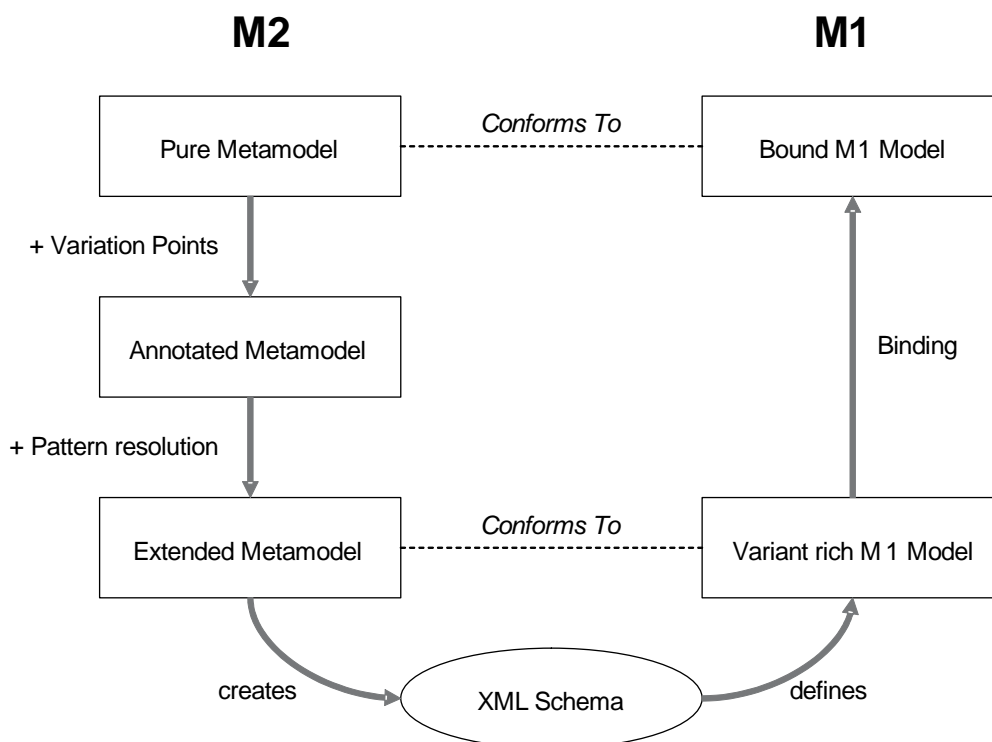 M2
M1
Conforms To
Pure Metamodel
Bound M1 Model
+ Variation Points
Annotated Metamodel
Binding
+ Pattern resolution
Conforms To
Extended Metamodel
Variant rich M1 Model
creates
XML Schema
defines